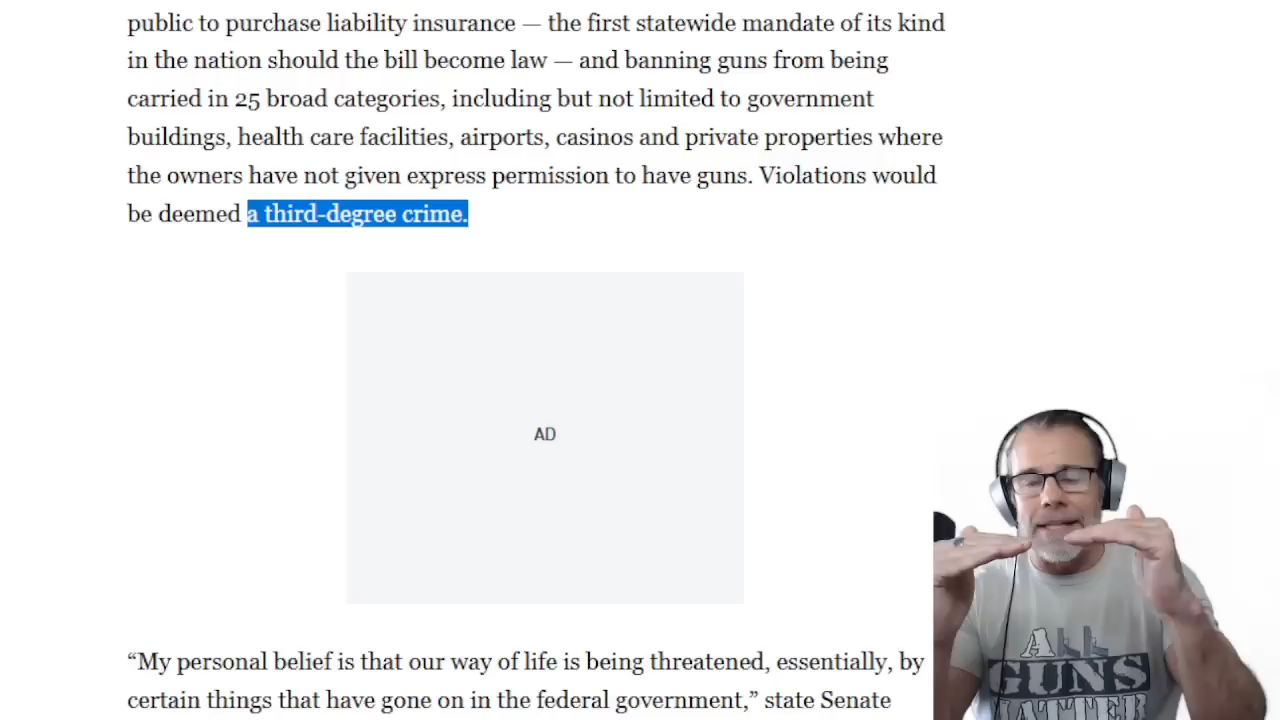 public to purchase liability insurance — the first statewide mandate of its kind
in the nation should the bill become law — and banning guns from being
carried in 25 broad categories, including but not limited to government
buildings, health care facilities, airports, casinos and private properties where
the owners have not given express permission to have guns. Violations would
be deemed a third-degree crime.
AD
“My personal belief is that our way of life is being threatened, essentially, by
certain things that have gone on in the federal government,” state Senate
ALL
GUNS
MATTER